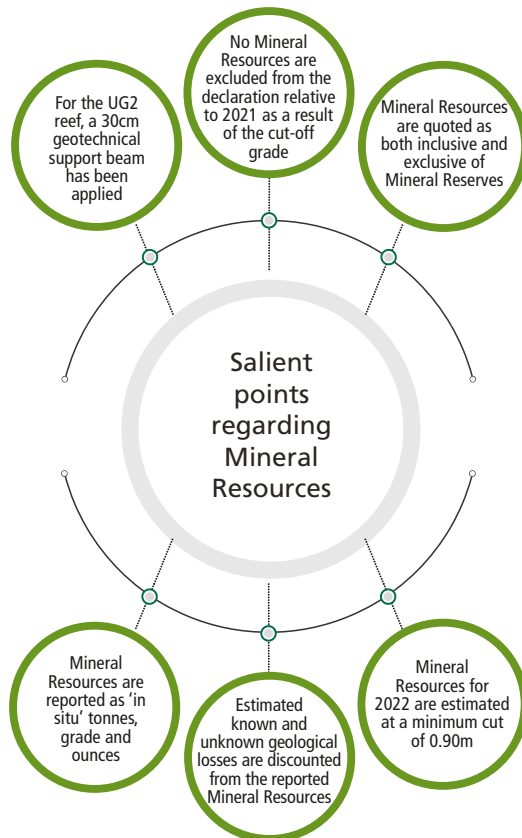 For the UG2
reef, a 30cm
geotechnical
support beam
has been
applied
No Mineral
Resources are
excluded from the
declaration relative
to 2021 as a result
of the cut-off
grade
Mineral Resources
are quoted as
both inclusive and
exclusive of
Mineral Reserves
Salient
points
regarding
Mineral
Resources
Mineral
Resources are
reported as ‘in
situ’ tonnes,
grade and
ounces
Estimated
known and
unknown geological
losses are discounted
from the reported
Mineral Resources
Mineral
Resources for
2022 are estimated
at a minimum cut
of 0.90m